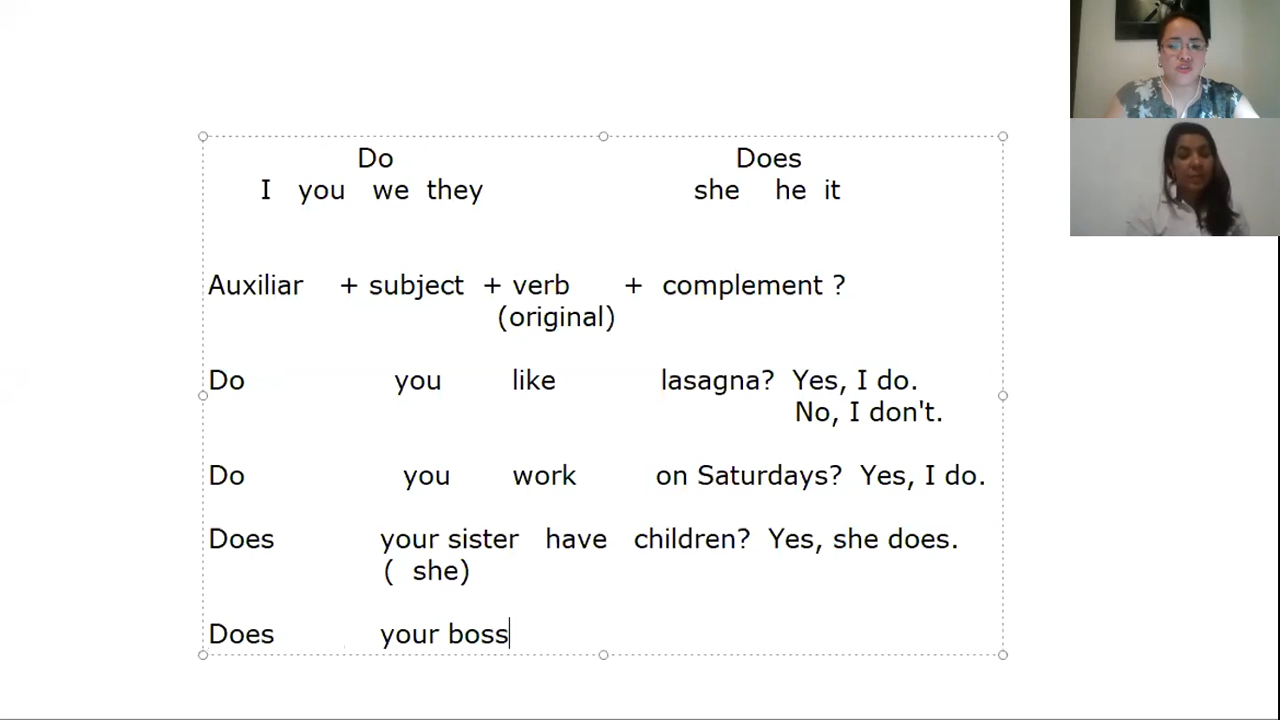 Do Does
I you we they she he it
Auxiliar + subject + verb + complement ?
(original)
Do you like lasagna? Yes, I do.
No, I don't.
Do you work on Saturdays? Yes, I do.
Does your sister have children? Yes, she does.
( she)
Does your boss